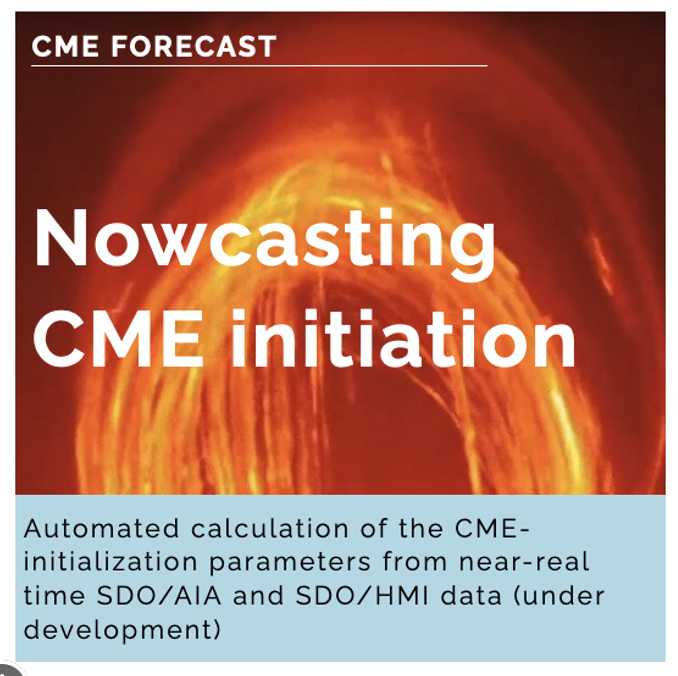 CME FORECAST
Nowcasting
CME initiation
Automated calculation of the CME-
initialization parameters from near-real
time SDO/AIA and SDO/HMI data (under
development)